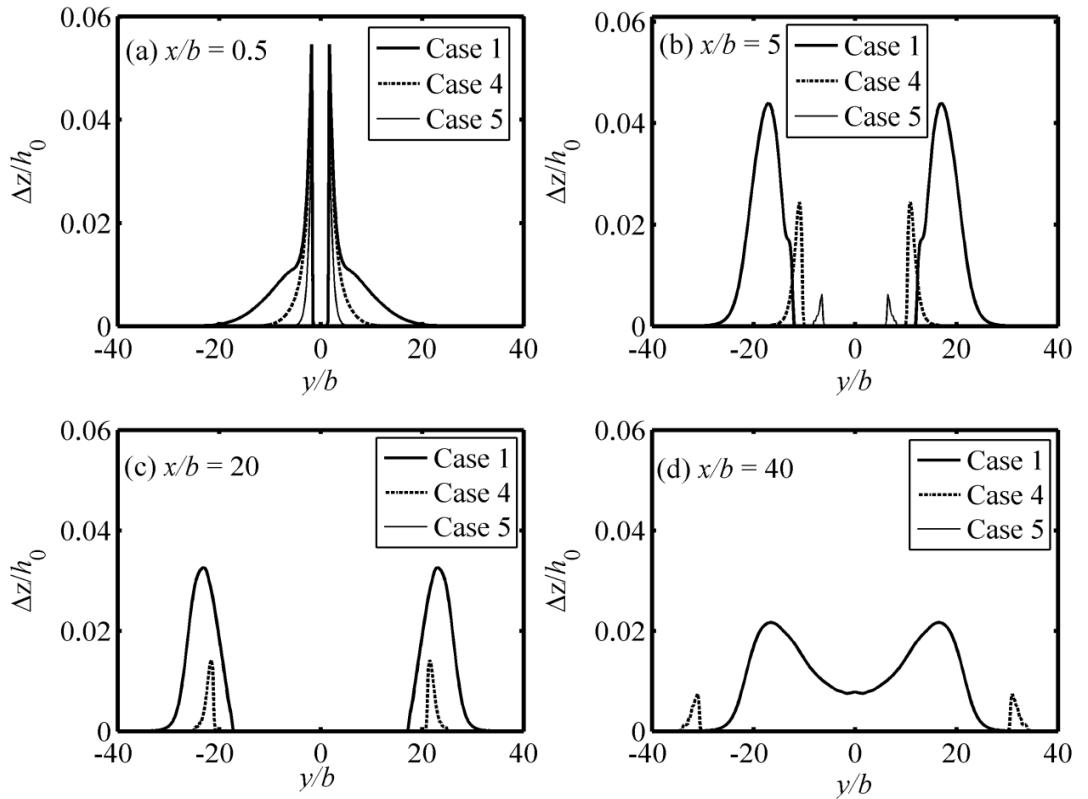 (a) x/b = 0.5
Case 1
Case 4
Case 5
0.06
0.04
0.02
0
Δz/h₀
-40
-20
0
20
40
y/b
(b) x/b = 5
Case 1
Case 4
Case 5
0.06
0.04
0.02
0
Δz/h₀
-40
-20
0
20
40
y/b
(c) x/b = 20
Case 1
Case 4
Case 5
0.06
0.04
0.02
0
Δz/h₀
-40
-20
0
20
40
y/b
(d) x/b = 40
Case 1
Case 4
Case 5
0.06
0.04
0.02
0
Δz/h₀
-40
-20
0
20
40
y/b